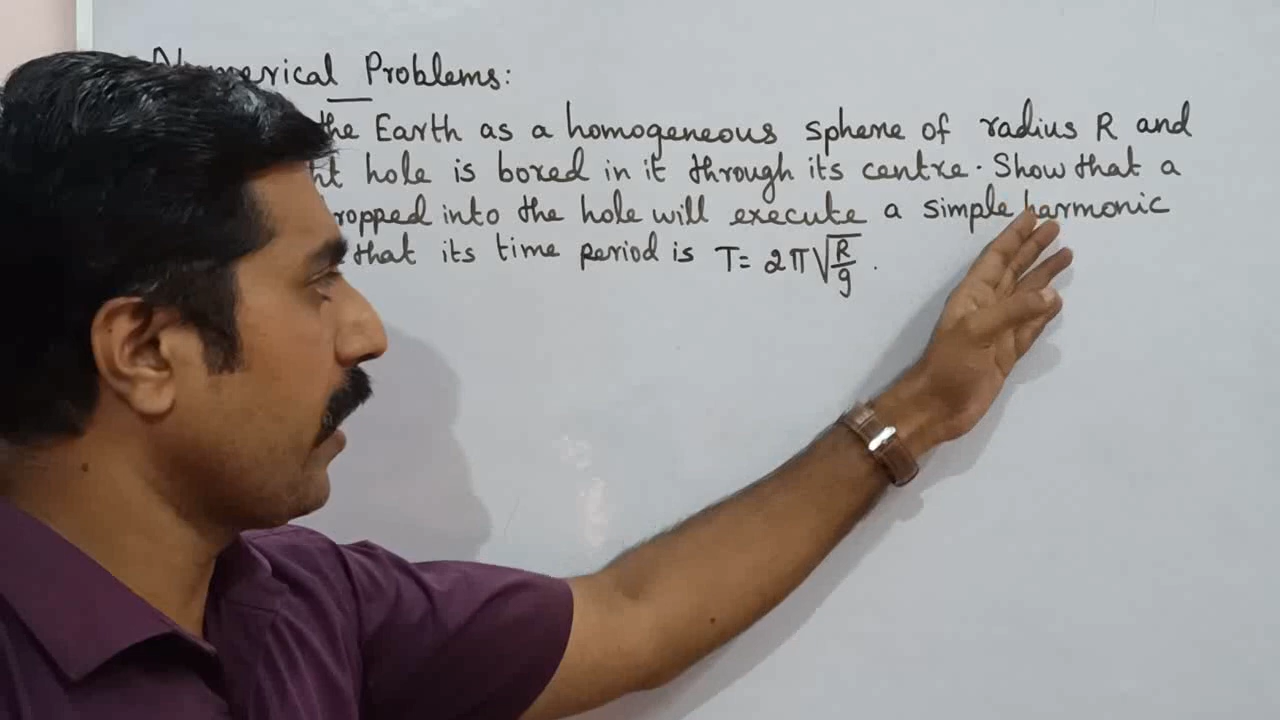 Numerical Problems:
the Earth as a homogeneous sphere of radius R and
hole is bored in it through its centre. Show that a
into the hole will execute a simple harmonic
that its time period is T = 2π√(R/g).